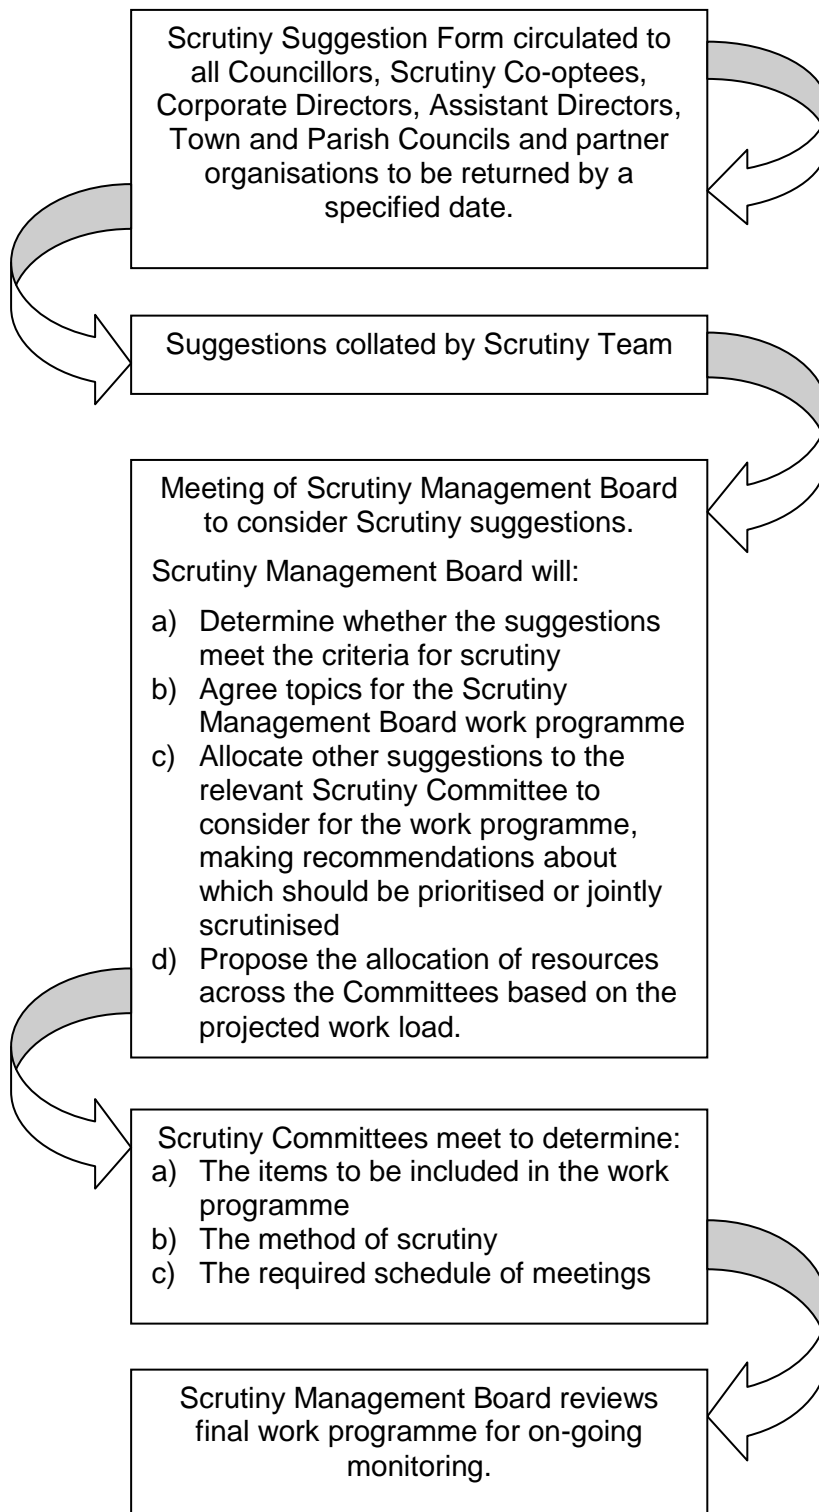 Scrutiny Suggestion Form circulated to
all Councillors, Scrutiny Co-optees,
Corporate Directors, Assistant Directors,
Town and Parish Councils and partner
organisations to be returned by a
specified date.
Suggestions collated by Scrutiny Team
Meeting of Scrutiny Management Board
to consider Scrutiny suggestions.
Scrutiny Management Board will:
a) Determine whether the suggestions
meet the criteria for scrutiny
b) Agree topics for the Scrutiny
Management Board work programme
c) Allocate other suggestions to the
relevant Scrutiny Committee to
consider for the work programme,
making recommendations about
which should be prioritised or jointly
scrutinised
d) Propose the allocation of resources
across the Committees based on the
projected work load.
Scrutiny Committees meet to determine:
a) The items to be included in the work
programme
b) The method of scrutiny
c) The required schedule of meetings
Scrutiny Management Board reviews
final work programme for on-going
monitoring.